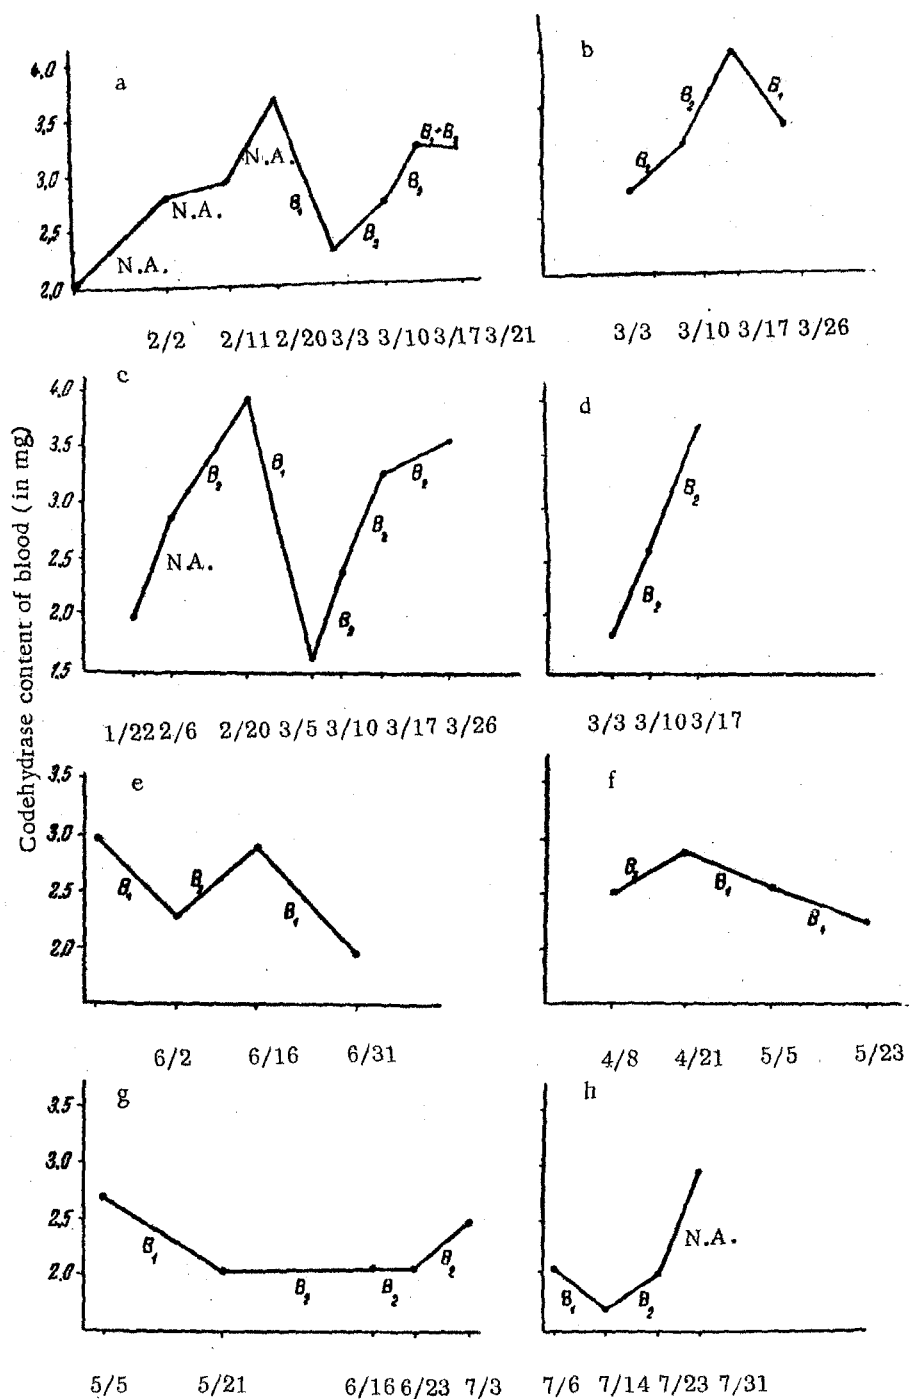 Codehydrase content of blood (in mg)
a
4,0
3,5
3,0
2,5
2,0
N.A.
N.A.
N.A.
B₁
B₂
B₂
B₁+B₂
2/2 2/11 2/20 3/3 3/10 3/17 3/21
b
B₂
B₂
B₁
3/3 3/10 3/17 3/26
c
4,0
3,5
3,0
2,5
2,0
1,5
N.A.
B₂
B₁
B₂
B₂
B₂
1/22 2/6 2/20 3/5 3/10 3/17 3/26
d
B₂
B₂
3/3 3/10 3/17
e
3,5
3,0
2,5
2,0
B₁
B₂
B₁
6/2 6/16 6/31
f
B₂
B₁
B₁
4/8 4/21 5/5 5/23
g
3,5
3,0
2,5
2,0
B₁
B₂
B₂
B₂
5/5 5/21 6/16 6/23 7/3
h
B₁
B₂
N.A.
7/6 7/14 7/23 7/31